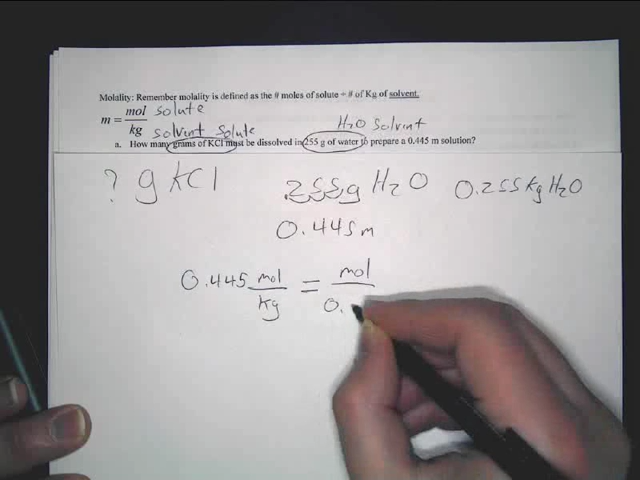 Molality: Remember molality is defined as the # moles of solute ÷ # of Kg of solvent.
m = mol/kg solute
solvent solute H2O Solvent
a. How many grams of KCl must be dissolved in 255 g of water to prepare a 0.445 m solution?
? g KCl 255g H2O 0.255 Kg H2O
0.445 m
0.445 mol/Kg = mol/0.